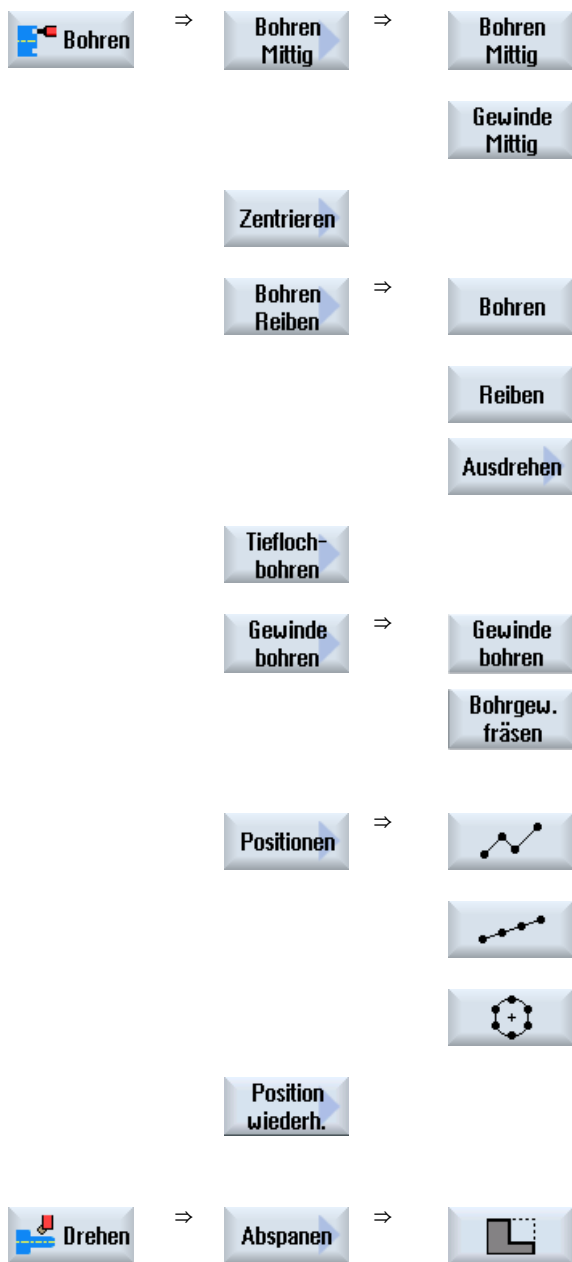 Bohren ⇒ Bohren ⇒ Bohren
Mittig Mittig
Gewinde
Mittig
Zentrieren
Bohren ⇒ Bohren
Reiben
Reiben
Ausdrehen
Tiefloch-
bohren
Gewinde ⇒ Gewinde
bohren bohren
Bohrgew.
fräsen
Positionen ⇒
Position
wiederh.
Drehen ⇒ Abspanen ⇒